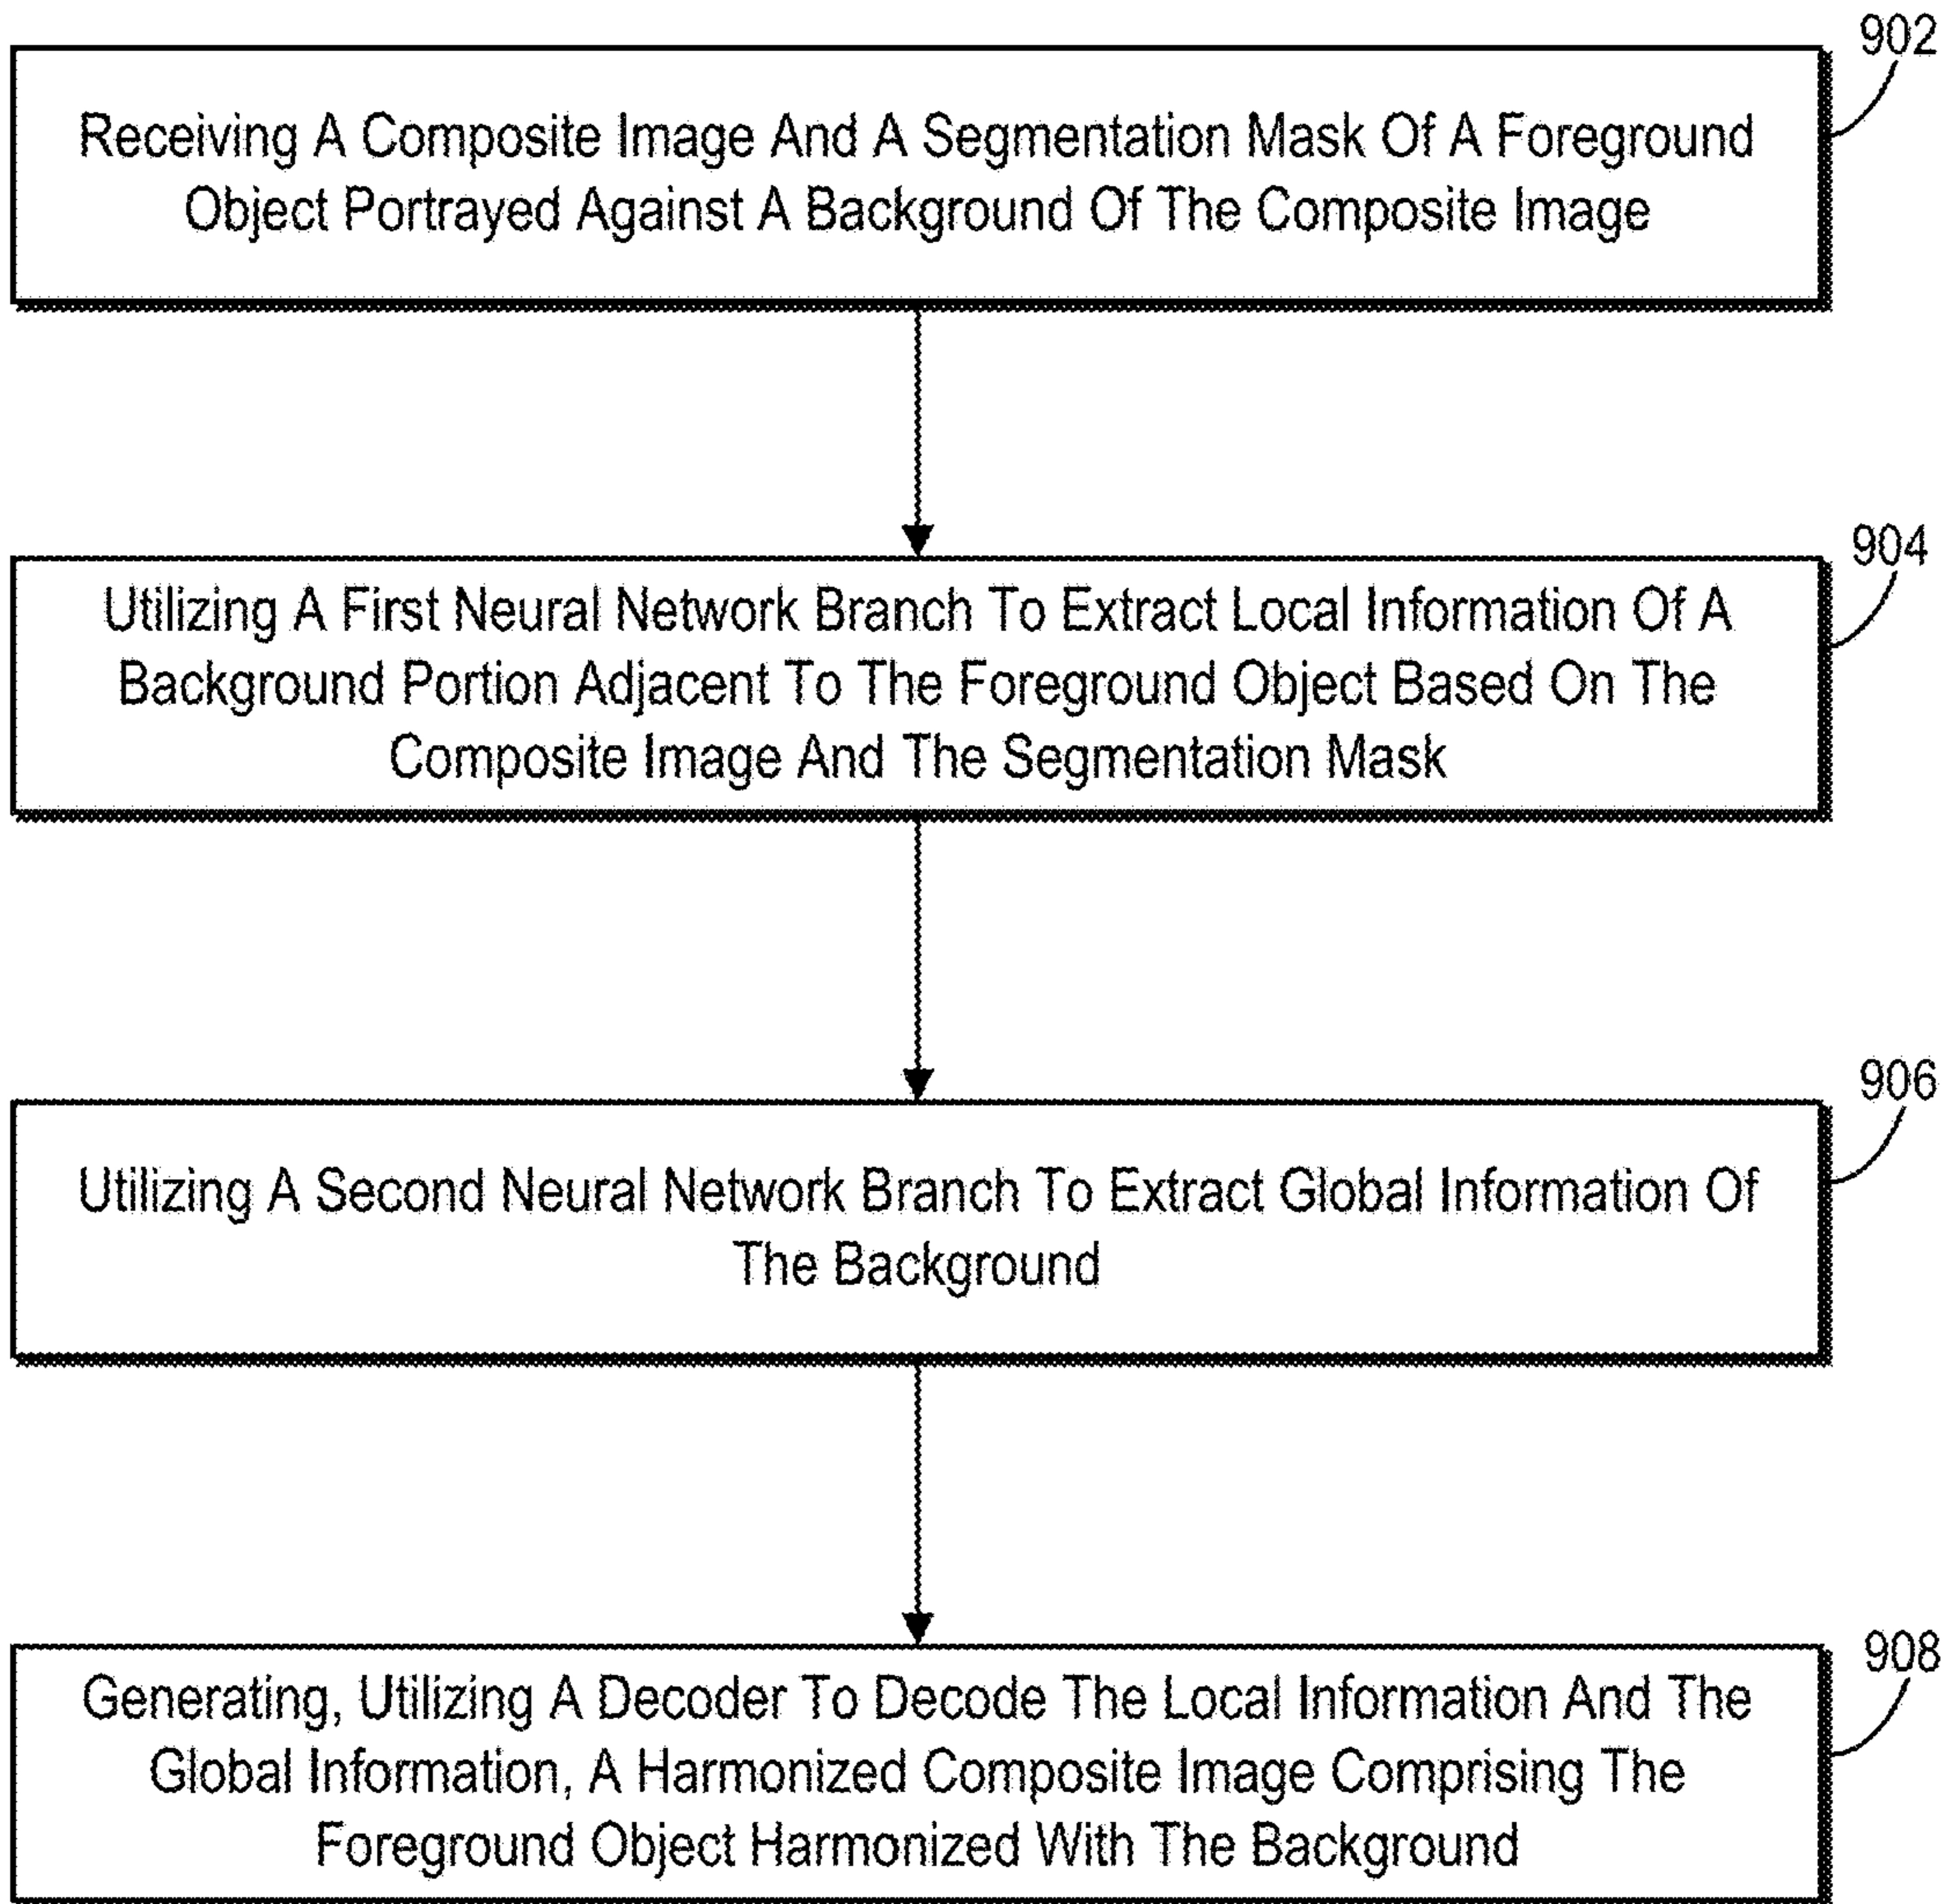 902
Receiving A Composite Image And A Segmentation Mask Of A Foreground
Object Portrayed Against A Background Of The Composite Image
904
Utilizing A First Neural Network Branch To Extract Local Information Of A
Background Portion Adjacent To The Foreground Object Based On The
Composite Image And The Segmentation Mask
906
Utilizing A Second Neural Network Branch To Extract Global Information Of
The Background
908
Generating, Utilizing A Decoder To Decode The Local Information And The
Global Information, A Harmonized Composite Image Comprising The
Foreground Object Harmonized With The Background